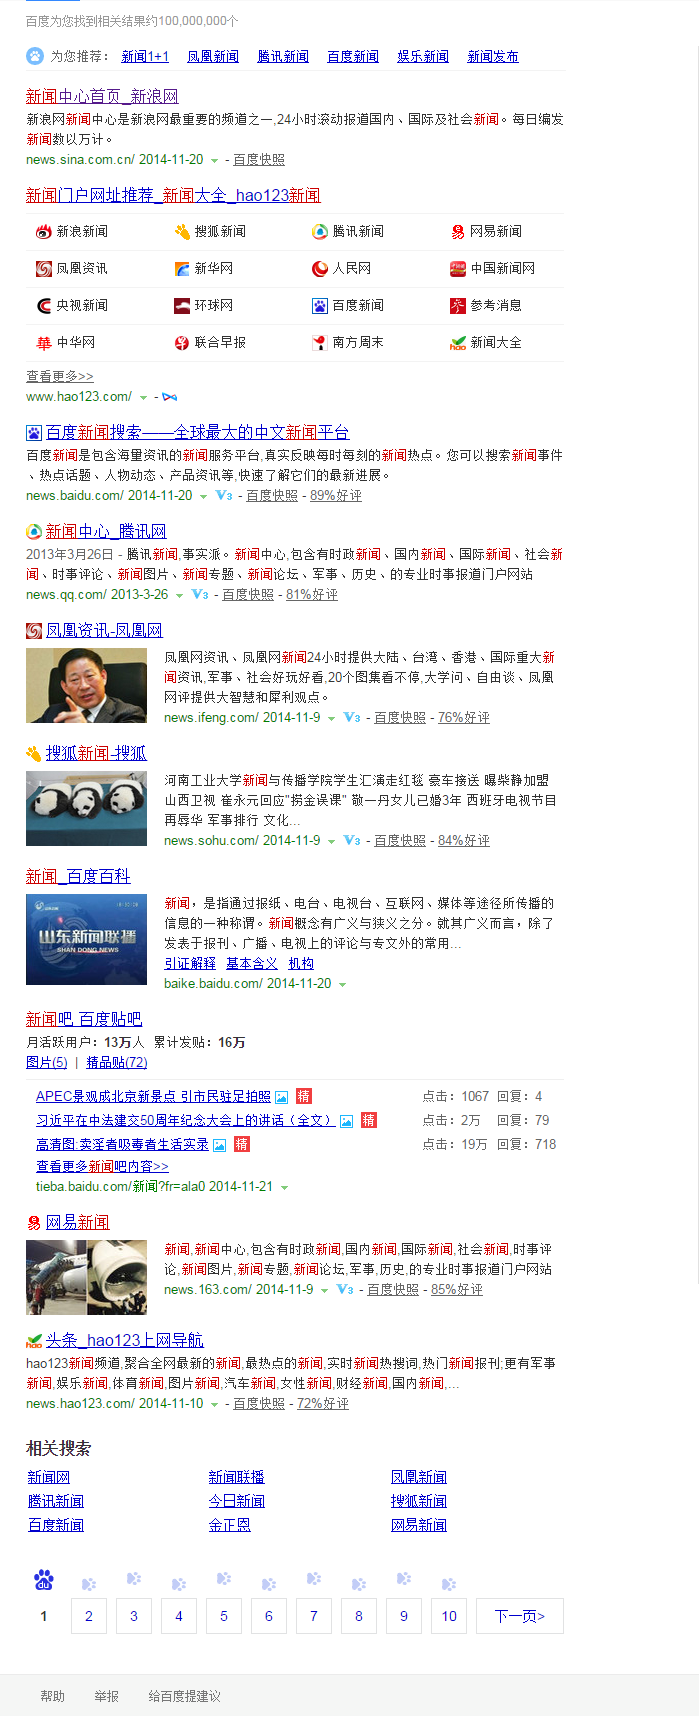 百度为您找到相关结果约100,000,000个
为您推荐： 新闻1+1 凤凰新闻 腾讯新闻 百度新闻 娱乐新闻 新闻发布
新闻中心首页_新浪网
新浪网新闻中心是新浪网最重要的频道之一,24小时滚动报道国内、国际及社会新闻。每日编发
新闻数以万计。
news.sina.com.cn/ 2014-11-20 - 百度快照
新闻门户网址推荐_新闻大全_hao123新闻
新浪新闻 搜狐新闻 腾讯新闻 网易新闻
凤凰资讯 新华网 人民网 中国新闻网
央视新闻 环球网 百度新闻 参考消息
中华网 联合早报 南方周末 新闻大全
查看更多>>
www.hao123.com/ -
百度新闻搜索——全球最大的中文新闻平台
百度新闻是包含海量资讯的新闻服务平台,真实反映每时每刻的新闻热点。您可以搜索新闻事件
、热点话题、人物动态、产品资讯等,快速了解它们的最新进展。
news.baidu.com/ 2014-11-20 V3 - 百度快照 - 89%好评
新闻中心_腾讯网
2013年3月26日 - 腾讯新闻,事实派。新闻中心,包含有时政新闻、国内新闻、国际新闻、社会新
闻、时事评论、新闻图片、新闻专题、新闻论坛、军事、历史、的专业时事报道门户网站
news.qq.com/ 2013-3-26 V3 - 百度快照 - 81%好评
凤凰资讯-凤凰网
凤凰网资讯、凤凰网新闻24小时提供大陆、台湾、香港、国际重大新
闻资讯,军事、社会好玩好看,20个图集看不停,大学问、自由谈、凤凰
网评提供大智慧和犀利观点。
news.ifeng.com/ 2014-11-9 V3 - 百度快照 - 76%好评
搜狐新闻-搜狐
河南工业大学新闻与传播学院学生汇演走红毯 豪车接送 曝柴静加盟
山西卫视 崔永元回应"捞金误课" 敬一丹女儿已婚3年 西班牙电视节目
再辱华 军事排行 文化...
news.sohu.com/ 2014-11-9 V3 - 百度快照 - 84%好评
新闻_百度百科
山东新闻联播
SHAN DONG NEWS
新闻，是指通过报纸、电台、电视台、互联网、媒体等途径所传播的
信息的一种称谓。新闻概念有广义与狭义之分。就其广义而言，除了
发表于报刊、广播、电视上的评论与专文外的常用...
引证解释 基本含义 机构
baike.baidu.com/ 2014-11-20
新闻吧_百度贴吧
月活跃用户：13万人 累计发贴：16万
图片(5) | 精品贴(72)
APEC景观成北京新景点 引市民驻足拍照 精 点击：1067 回复：4
习近平在中法建交50周年纪念大会上的讲话（全文） 精 点击：2万 回复：79
高清图:卖淫者吸毒者生活实录 精 点击：19万 回复：718
查看更多新闻吧内容>>
tieba.baidu.com/新闻?fr=ala0 2014-11-21
网易新闻
新闻,新闻中心,包含有时政新闻,国内新闻,国际新闻,社会新闻,时事评
论,新闻图片,新闻专题,新闻论坛,军事,历史,的专业时事报道门户网站
news.163.com/ 2014-11-9 V3 - 百度快照 - 85%好评
头条_hao123上网导航
hao123新闻频道,聚合全网最新的新闻,最热点的新闻,实时新闻热搜词,热门新闻报刊;更有军事
新闻,娱乐新闻,体育新闻,图片新闻,汽车新闻,女性新闻,财经新闻,国内新闻,...
news.hao123.com/ 2014-11-10 - 百度快照 - 72%好评
相关搜索
新闻网 新闻联播 凤凰新闻
腾讯新闻 今日新闻 搜狐新闻
百度新闻 金正恩 网易新闻
du
1 2 3 4 5 6 7 8 9 10 下一页>
帮助 举报 给百度提建议